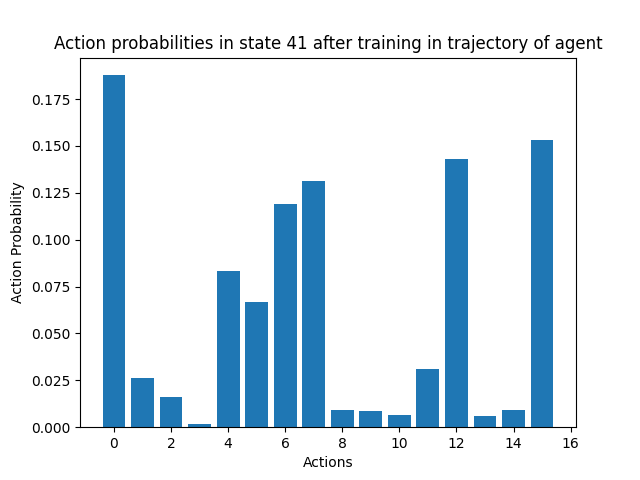 Action probabilities in state 41 after training in trajectory of agent
Action Probability
0.175
0.150
0.125
0.100
0.075
0.050
0.025
0.000
0 2 4 6 8 10 12 14 16
Actions